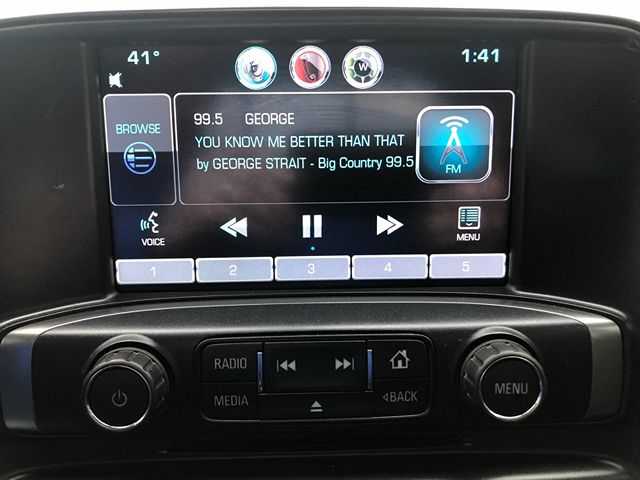 41°
1:41
W
BROWSE
99.5 GEORGE
YOU KNOW ME BETTER THAN THAT
by GEORGE STRAIT - Big Country 99.5
FM
VOICE
MENU
1 2 3 4 5
RADIO
MEDIA
BACK
MENU